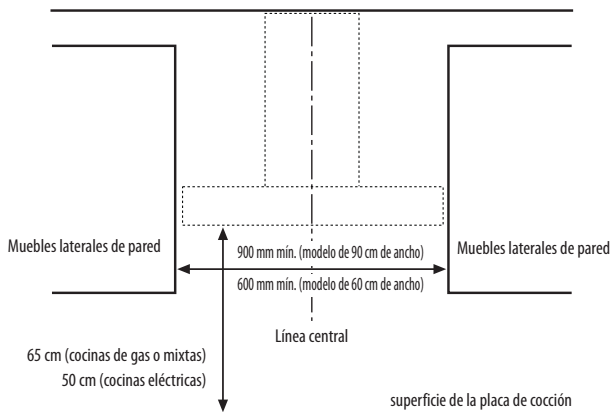 Muebles laterales de pared
900 mm mín. (modelo de 90 cm de ancho)
Muebles laterales de pared
600 mm mín. (modelo de 60 cm de ancho)
Línea central
65 cm (cocinas de gas o mixtas)
50 cm (cocinas eléctricas)
superficie de la placa de cocción